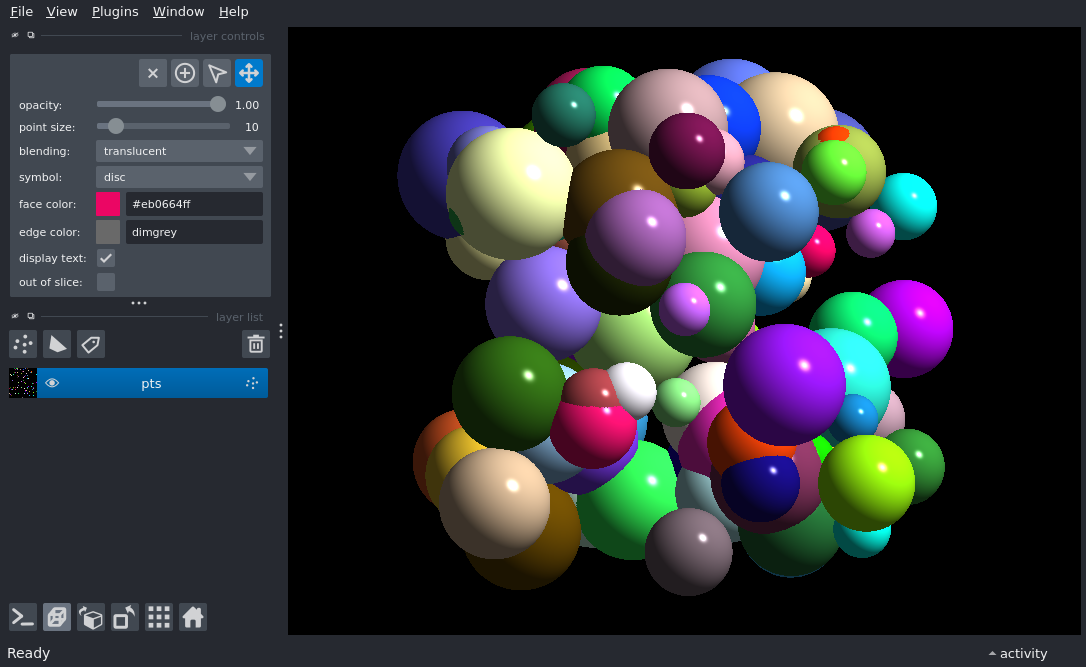 File View Plugins Window Help
layer controls
opacity: 1.00
point size: 10
blending: translucent
symbol: disc
face color: #eb0664ff
edge color: dimgrey
display text:
out of slice:
layer list
pts
Ready
activity